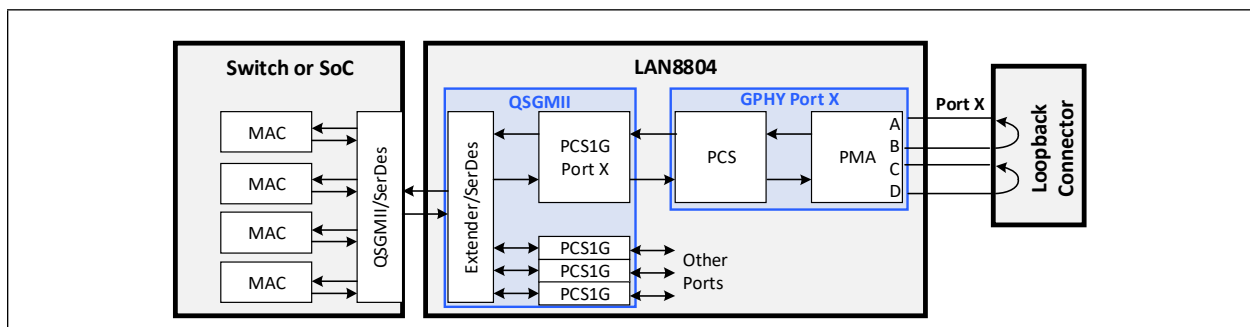 Switch or SoC
MAC
MAC
MAC
MAC
QSGMII/SerDes
LAN8804
QSGMII
Extender/SerDes
PCS1G
Port X
PCS1G
PCS1G
PCS1G
Other
Ports
GPHY Port X
PCS
PMA
A
B
C
D
Port X
Loopback
Connector